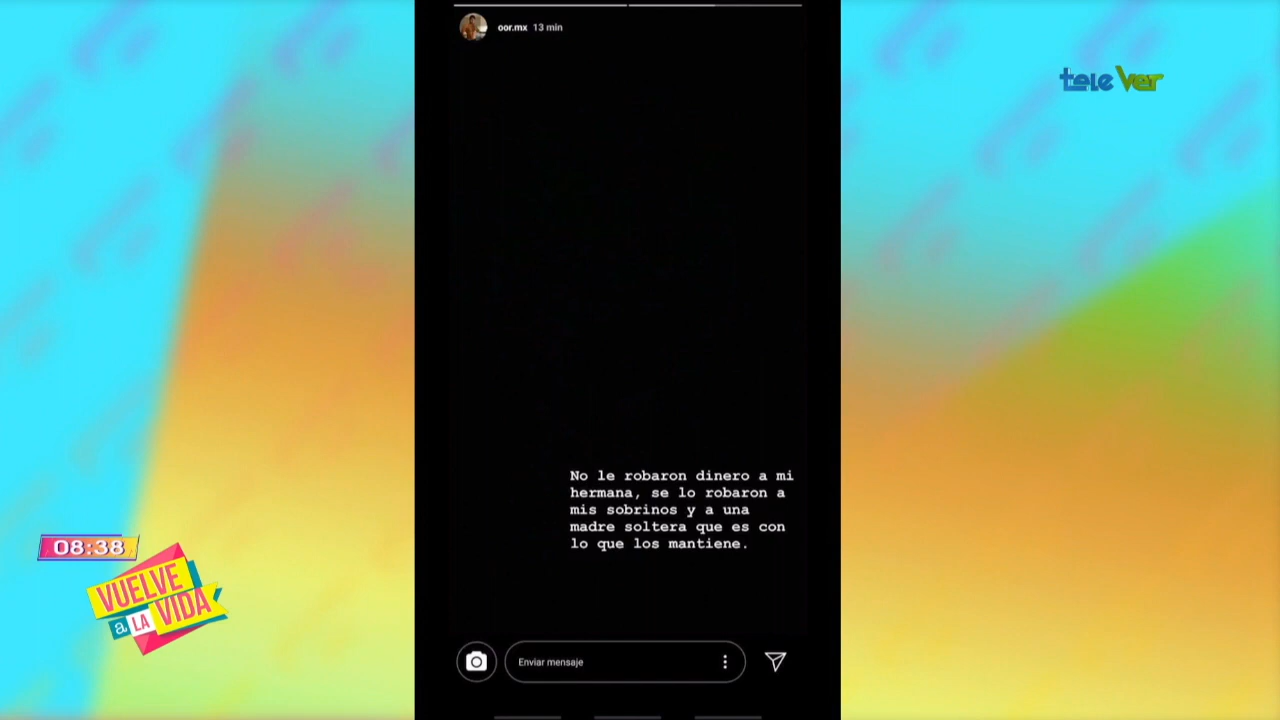 oor.mx 13 min
tele Ver
No le robaron dinero a mi
hermana, se lo robaron a
mis sobrinos y a una
madre soltera que es con
lo que los mantiene.
08:38
VUELVE
a LA VIDA
Enviar mensaje